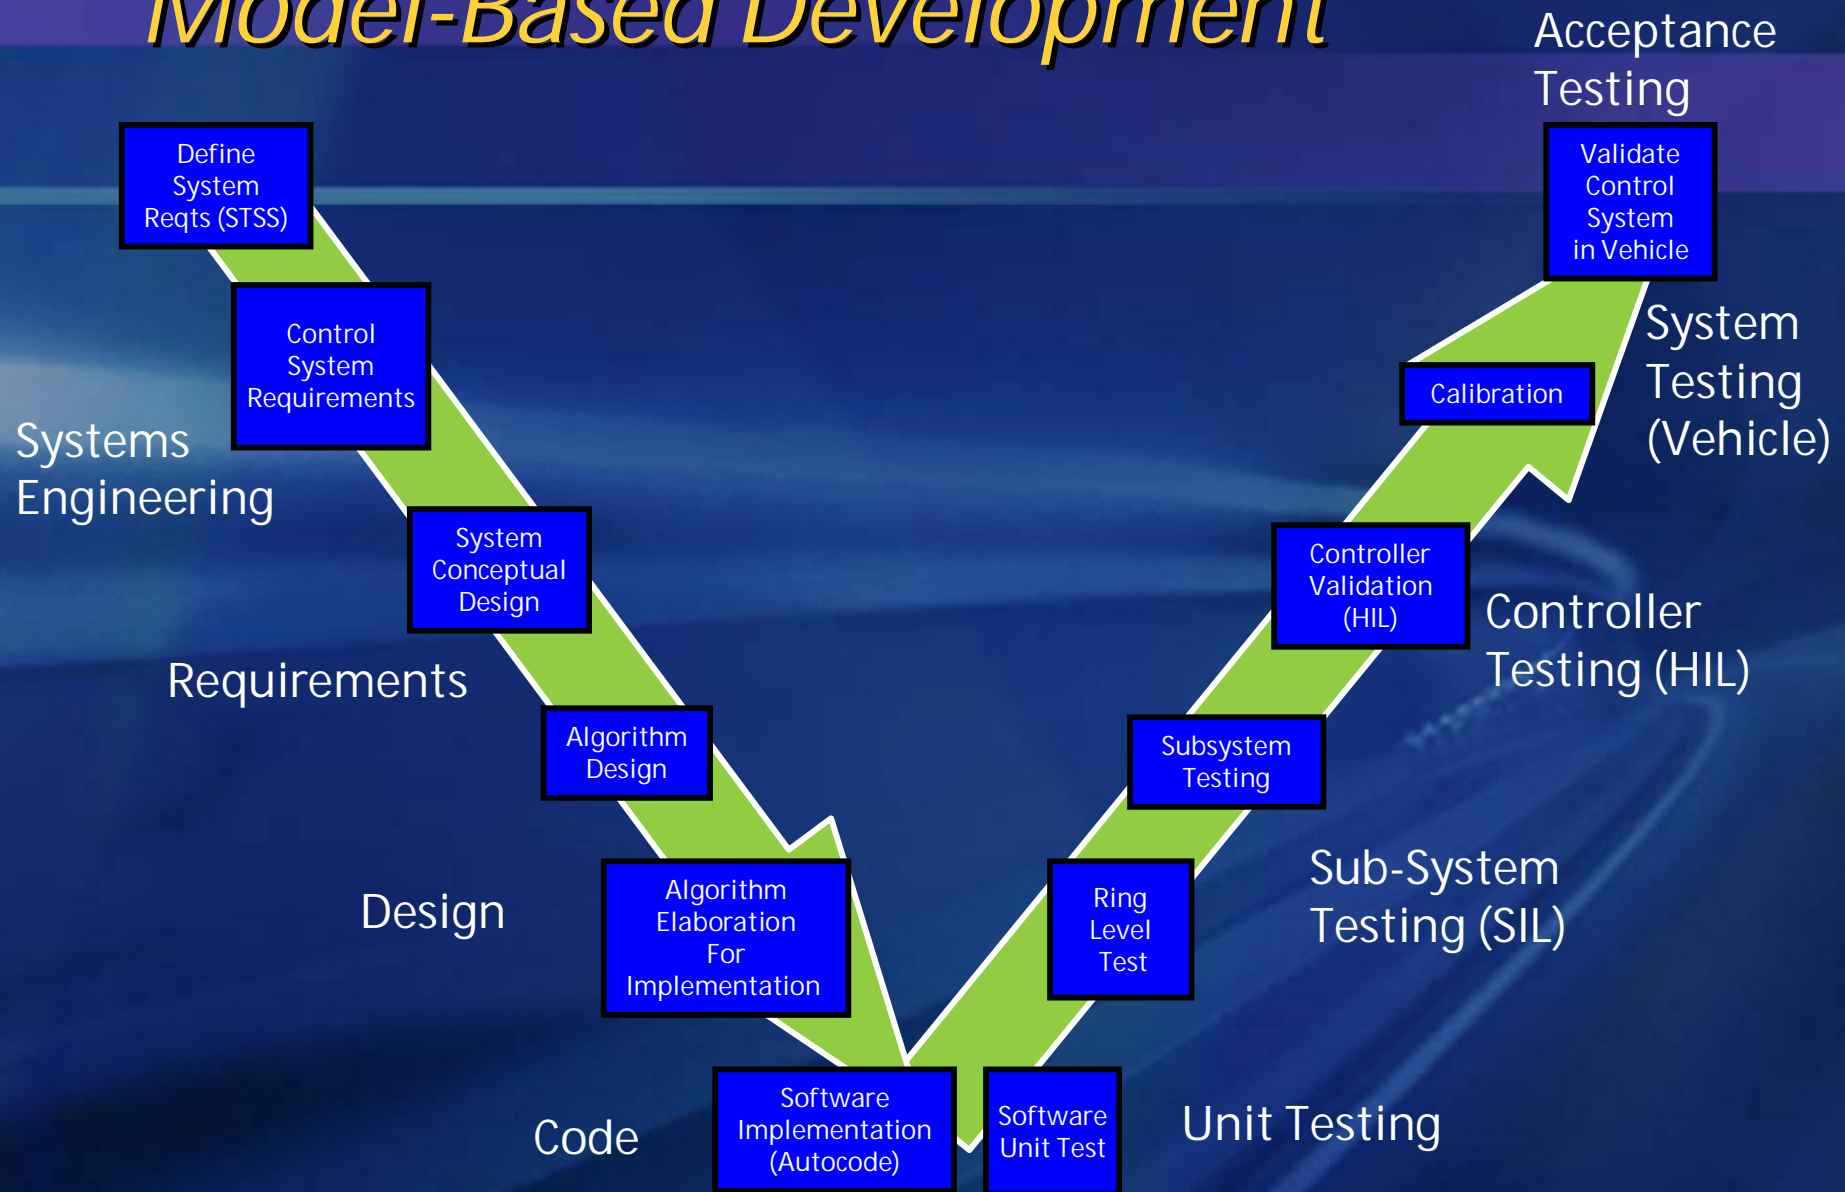 Model-Based Development
Acceptance
Testing
Define
System
Reqts (STSS)
Validate
Control
System
in Vehicle
Control
System
Requirements
System
Testing
(Vehicle)
Calibration
Systems
Engineering
System
Conceptual
Design
Controller
Validation
(HIL)
Controller
Testing (HIL)
Requirements
Algorithm
Design
Subsystem
Testing
Design
Algorithm
Elaboration
For
Implementation
Ring
Level
Test
Sub-System
Testing (SIL)
Code
Software
Implementation
(Autocode)
Software
Unit Test
Unit Testing